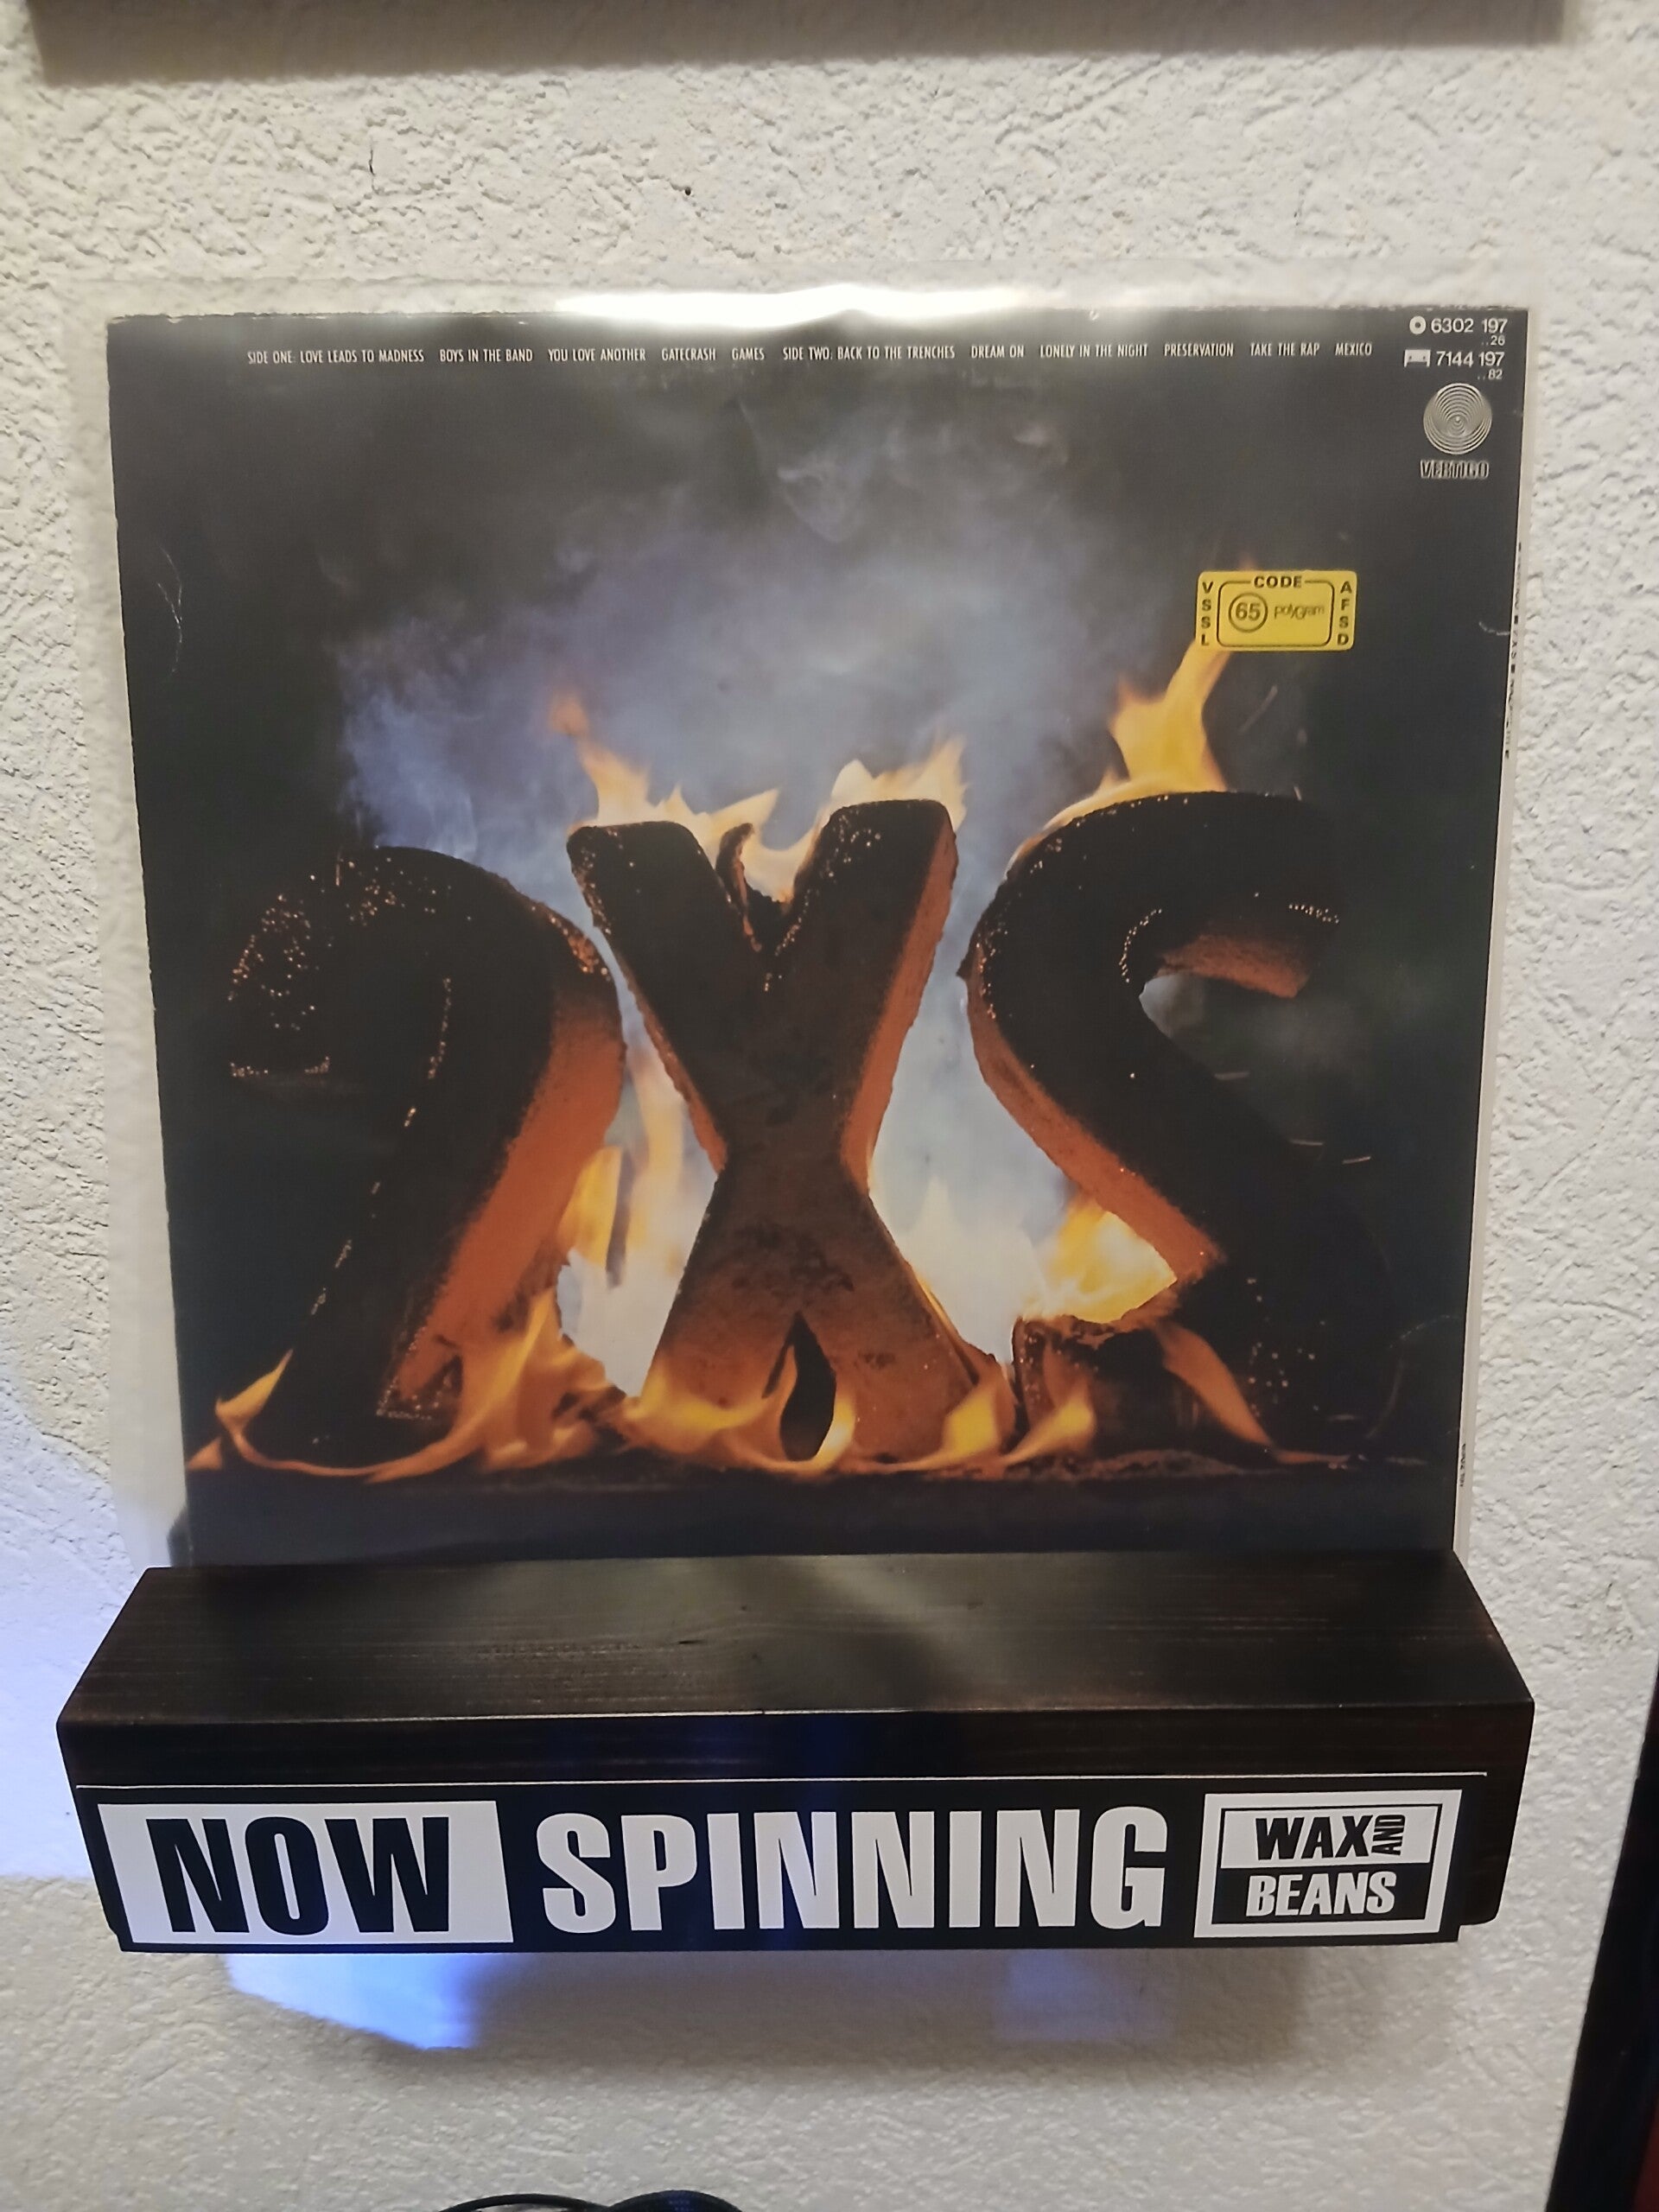 SIDE ONE: LOVE LEADS TO MADNESS BOYS IN THE BAND YOU LOVE ANOTHER GATECRASH GAMES SIDE TWO: BACK TO THE TRENCHES DREAM ON LONELY IN THE NIGHT PRESERVATION TAKE THE RAP MEXICO
6302 197
..26
7144 197
..82
VERTIGO
CODE
VSSL
65 polygram
AFSD
2XS
NOW SPINNING
WAX AND
BEANS